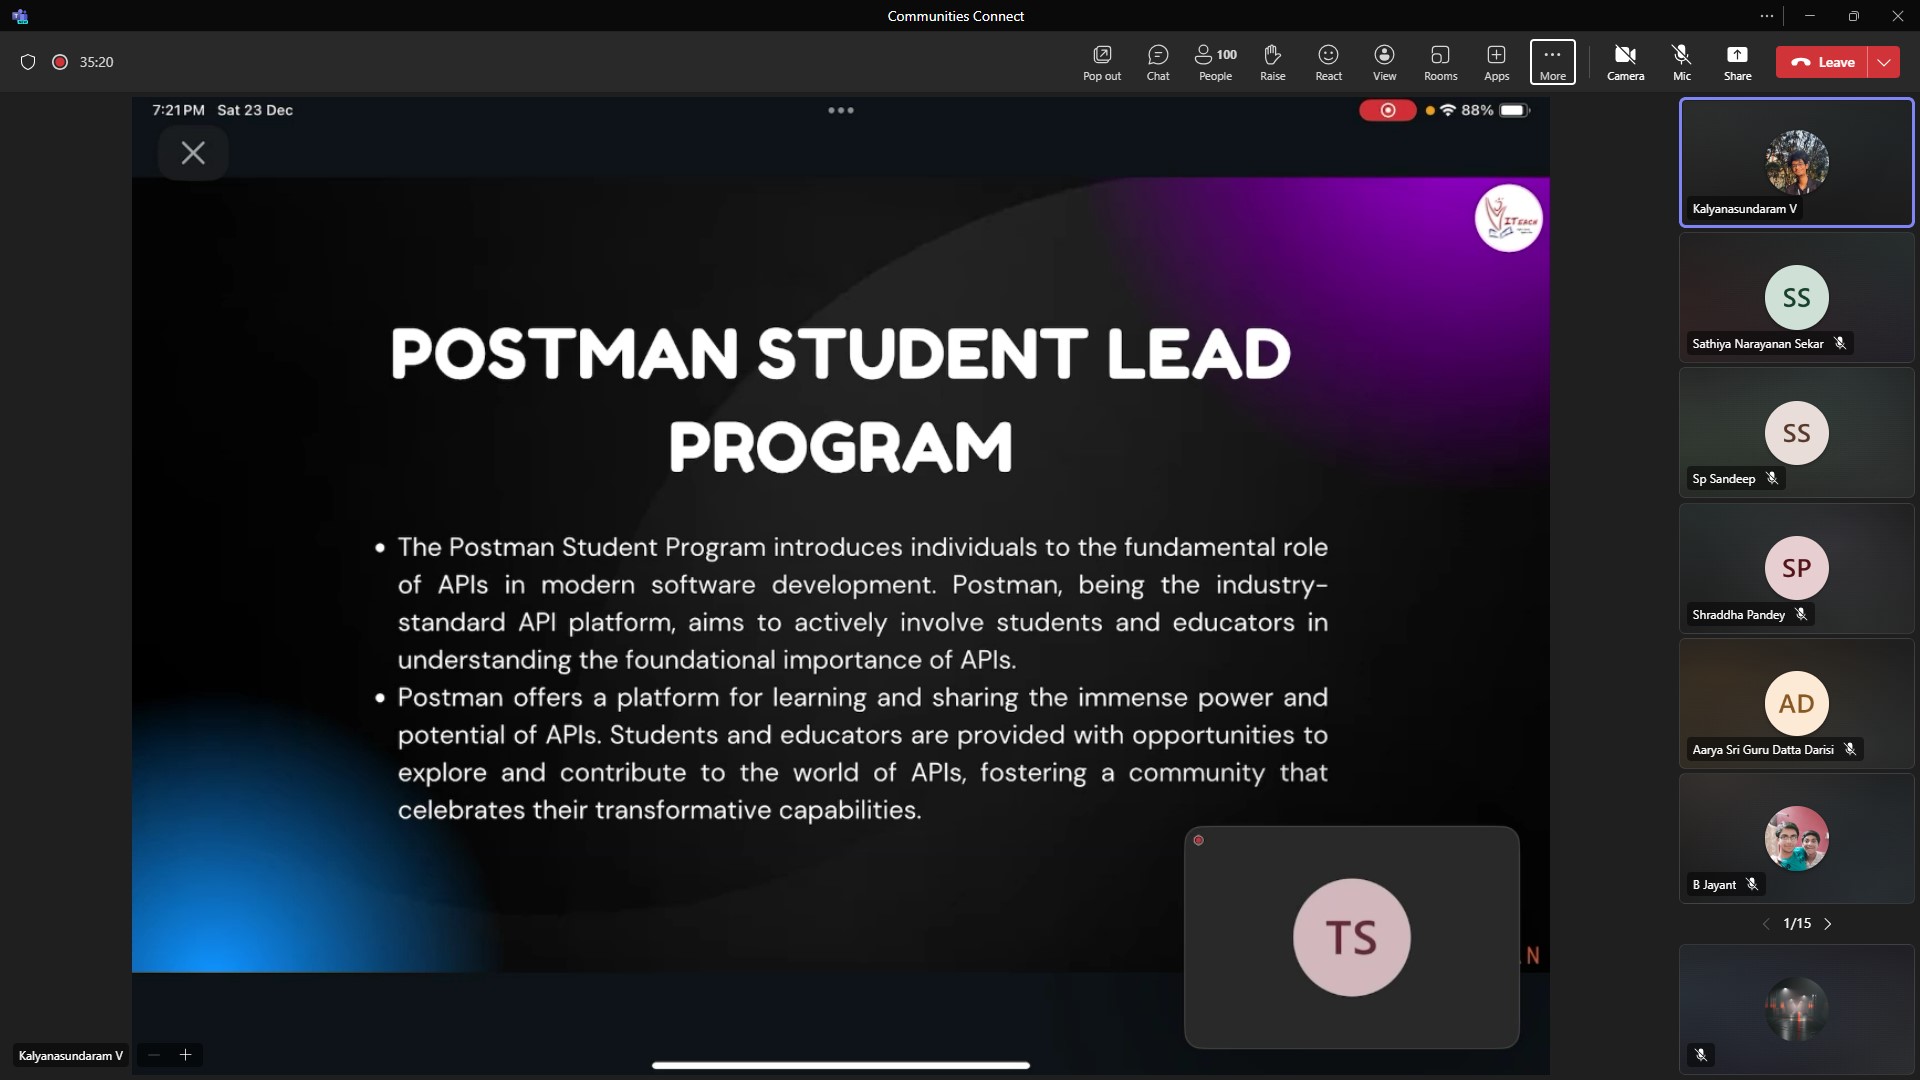 Communities Connect
35:20
Pop out
Chat
100
People
Raise
React
View
Rooms
Apps
More
Camera
Mic
Share
Leave
7:21 PM Sat 23 Dec
88%
ITEACH
POSTMAN STUDENT LEAD
PROGRAM
• The Postman Student Program introduces individuals to the fundamental role
of APIs in modern software development. Postman, being the industry-
standard API platform, aims to actively involve students and educators in
understanding the foundational importance of APIs.
• Postman offers a platform for learning and sharing the immense power and
potential of APIs. Students and educators are provided with opportunities to
explore and contribute to the world of APIs, fostering a community that
celebrates their transformative capabilities.
TS
N
Kalyanasundaram V
Kalyanasundaram V
SS
Sathiya Narayanan Sekar
SS
Sp Sandeep
SP
Shraddha Pandey
AD
Aarya Sri Guru Datta Darisi
B Jayant
1/15